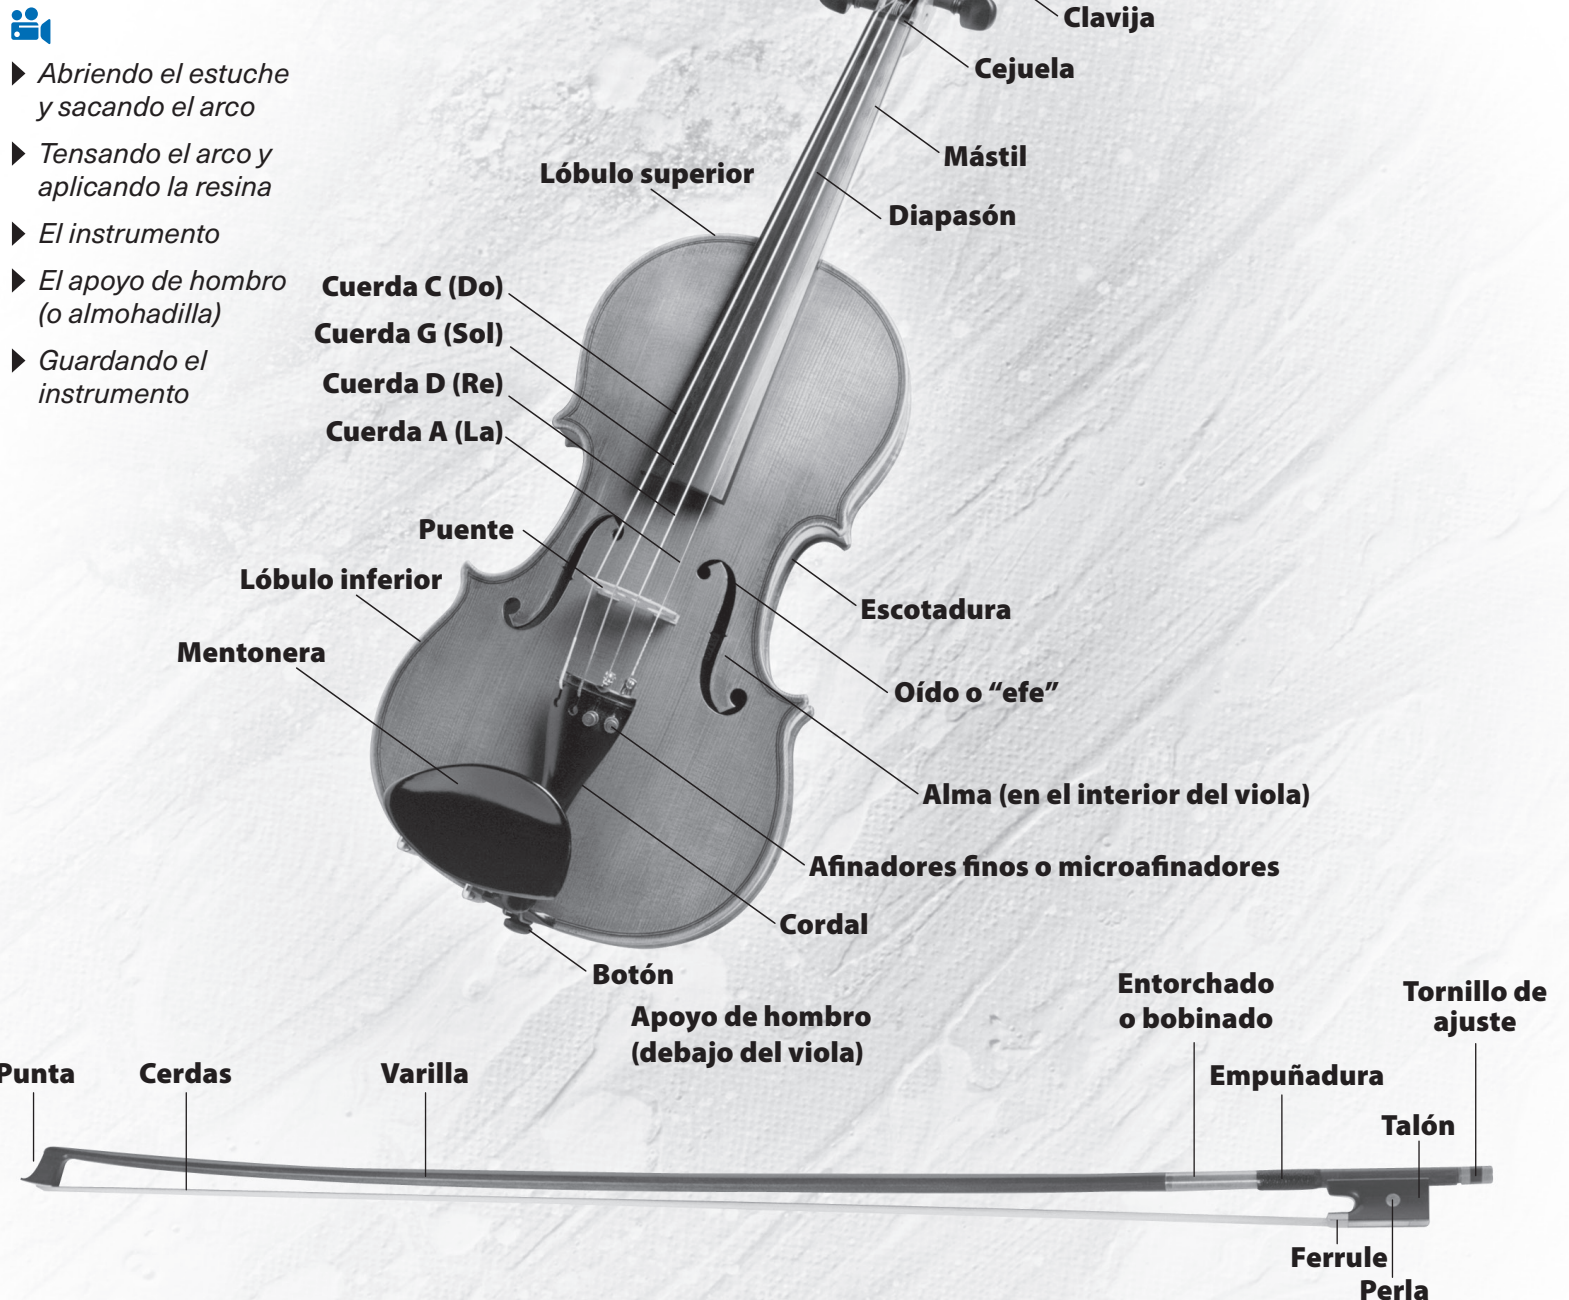 Abriendo el estuche
y sacando el arco
Tensando el arco y
aplicando la resina
El instrumento
El apoyo de hombro
(o almohadilla)
Guardando el
instrumento
Clavija
Cejuela
Mástil
Lóbulo superior
Diapasón
Cuerda C (Do)
Cuerda G (Sol)
Cuerda D (Re)
Cuerda A (La)
Puente
Lóbulo inferior
Escotadura
Mentonera
Oído o “efe”
Alma (en el interior del viola)
Afinadores finos o microafinadores
Cordal
Botón
Apoyo de hombro
(debajo del viola)
Entorchado
o bobinado
Tornillo de
ajuste
Punta
Cerdas
Varilla
Empuñadura
Talón
Ferrule
Perla